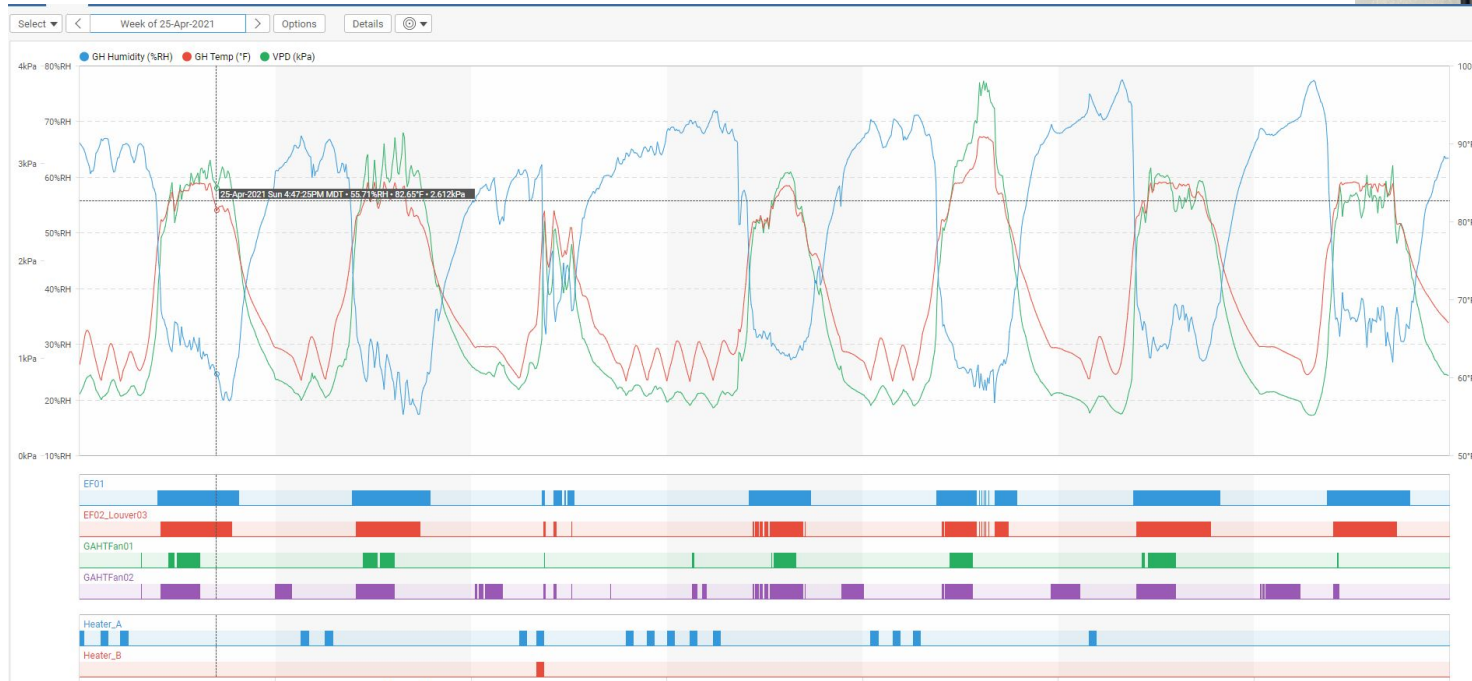 Select Week of 25-Apr-2021 Options Details
GH Humidity (%RH) GH Temp (°F) VPD (kPa)
4kPa 80%RH 100
70%RH
90°F
3kPa
60%RH
25-Apr-2021 Sun 4:47:25PM MDT • 55.71%RH • 82.65°F • 2.612kPa
80°F
50%RH
2kPa
40%RH
70°F
30%RH
1kPa
60°F
20%RH
0kPa 10%RH 50°F
EF01
EF02_Louver03
GAHTFan01
GAHTFan02
Heater_A
Heater_B